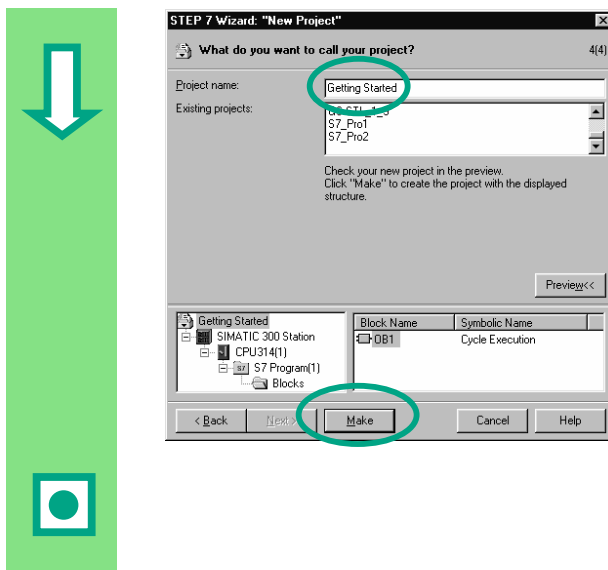 STEP 7 Wizard: "New Project"
What do you want to call your project? 4(4)
Project name: Getting Started
Existing projects:
S7_Pro1
S7_Pro2
Check your new project in the preview.
Click "Make" to create the project with the displayed
structure.
Preview<<
Getting Started
SIMATIC 300 Station
CPU314(1)
S7 Program(1)
Blocks
Block Name Symbolic Name
OB1 Cycle Execution
< Back Next > Make Cancel Help